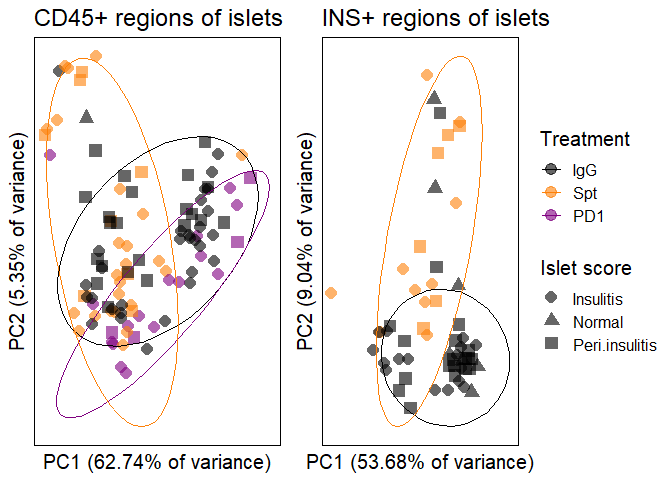 CD45+ regions of islets
INS+ regions of islets
PC2 (5.35% of variance)
PC1 (62.74% of variance)
PC2 (9.04% of variance)
PC1 (53.68% of variance)
Treatment
IgG
Spt
PD1
Islet score
Insulitis
Normal
Peri.insulitis